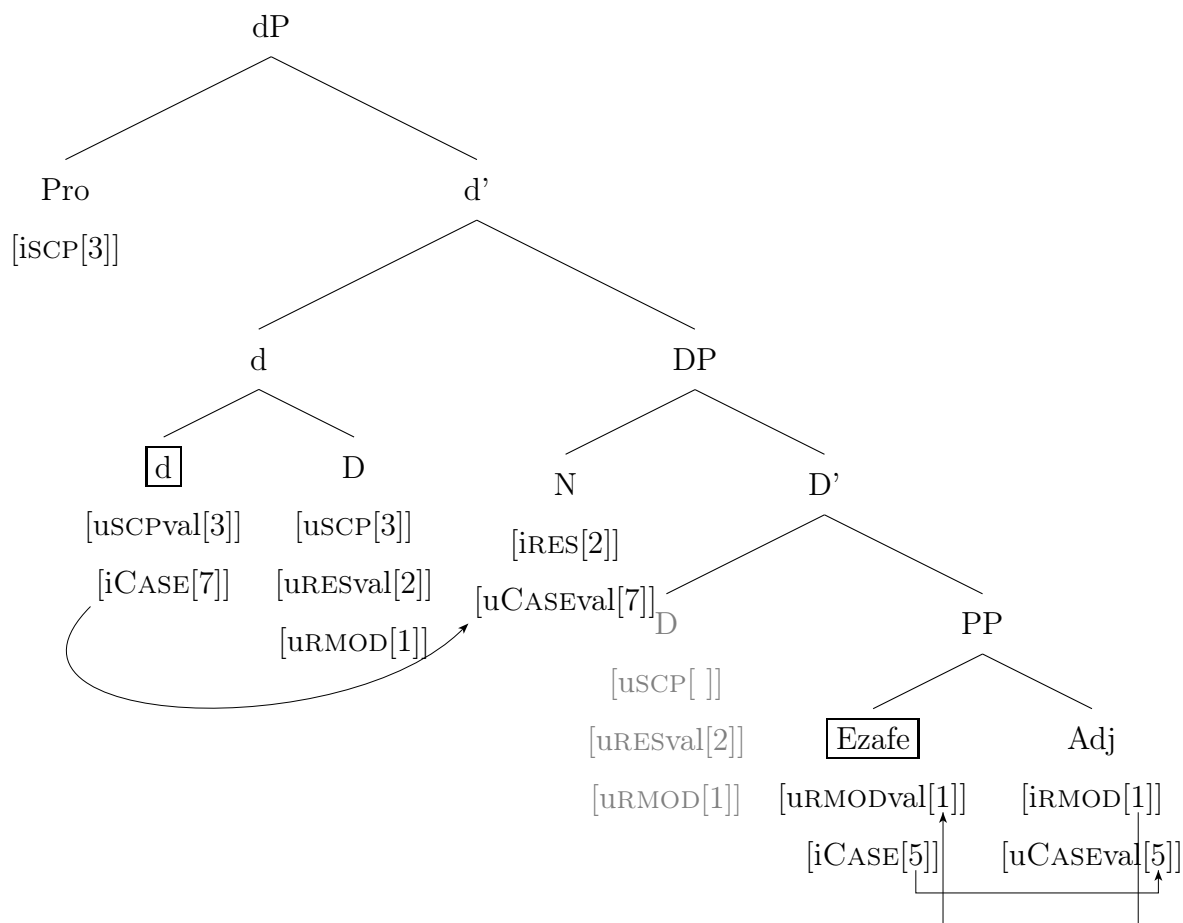 dP
Pro d'
[iSCP[3]]
d DP
d D N D'
[uSCPval[3]] [uSCP[3]] [iRES[2]]
[iCASE[7]] [uRESval[2]] [uCASEval[7]]
D PP
[uRMOD[1]]
[uSCP[ ]]
[uRESval[2]] Ezafe Adj
[uRMOD[1]] [uRMODval[1]] [iRMOD[1]]
[iCASE[5]] [uCASEval[5]]